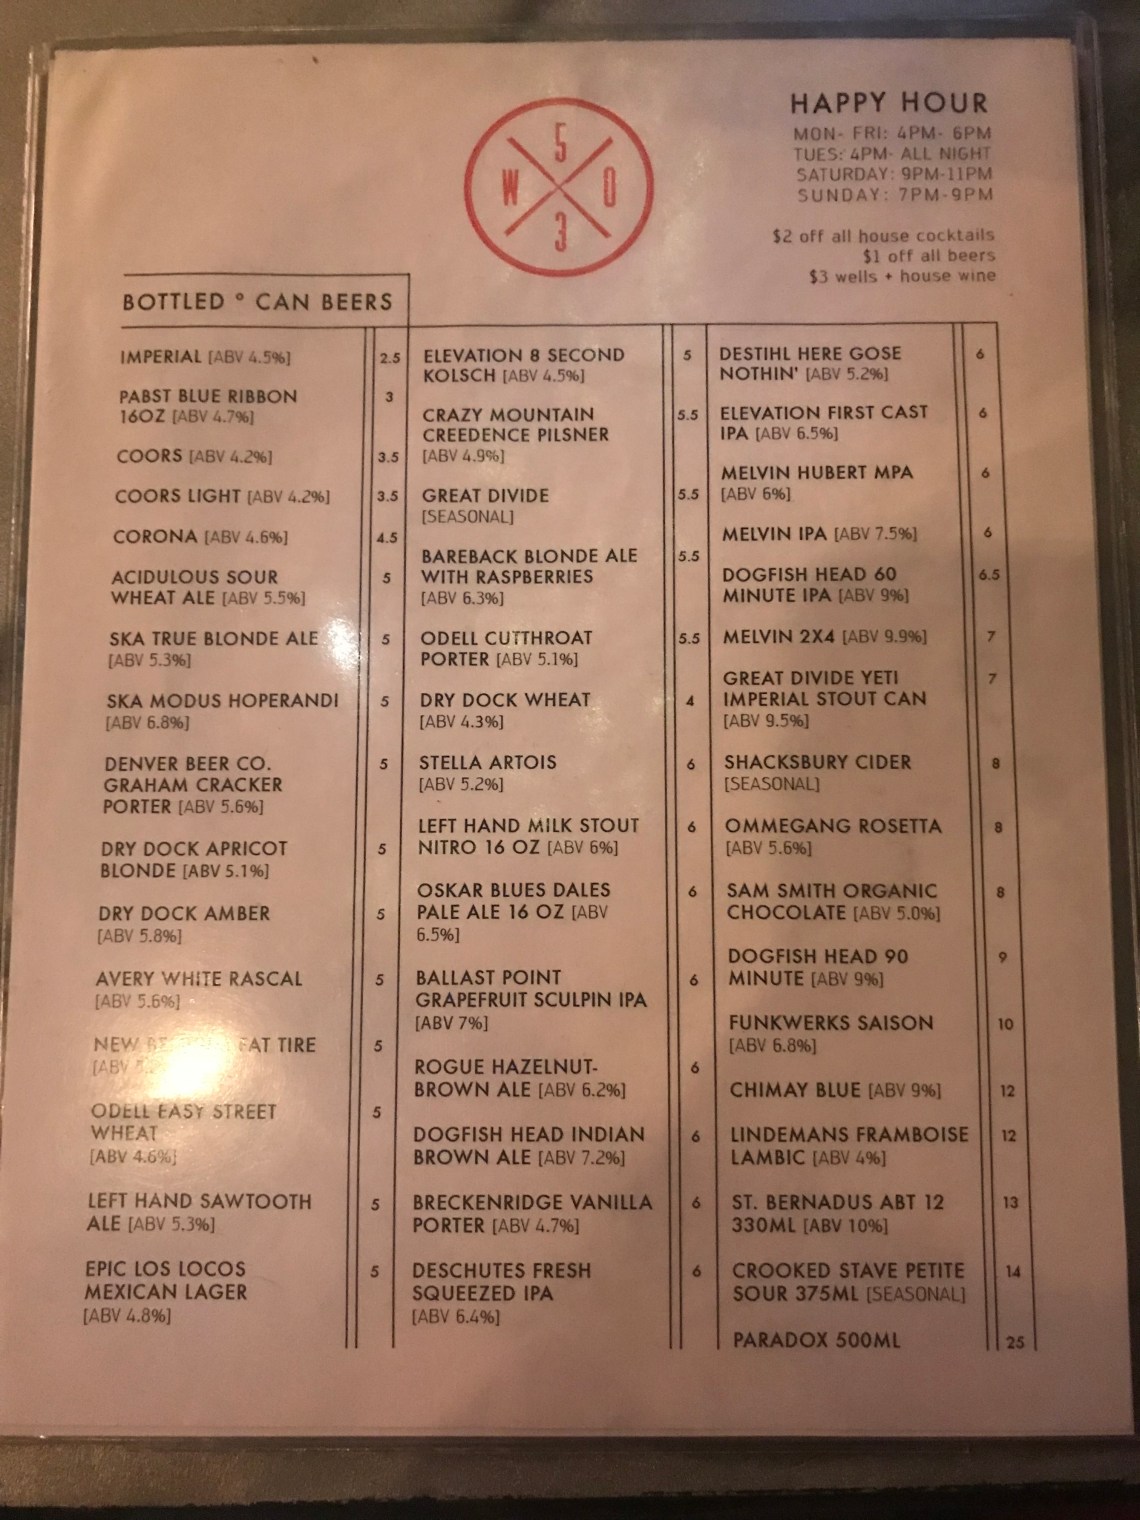 HAPPY HOUR
MON- FRI: 4PM- 6PM
TUES: 4PM- ALL NIGHT
SATURDAY: 9PM-11PM
SUNDAY: 7PM-9PM
$2 off all house cocktails
$1 off all beers
$3 wells + house wine
5
W O
3
BOTTLED ° CAN BEERS
IMPERIAL [ABV 4.5%] 2.5
PABST BLUE RIBBON 3
16OZ [ABV 4.7%]
COORS [ABV 4.2%] 3.5
COORS LIGHT [ABV 4.2%] 3.5
CORONA [ABV 4.6%] 4.5
ACIDULOUS SOUR 5
WHEAT ALE [ABV 5.5%]
SKA TRUE BLONDE ALE 5
[ABV 5.3%]
SKA MODUS HOPERANDI 5
[ABV 6.8%]
DENVER BEER CO. 5
GRAHAM CRACKER
PORTER [ABV 5.6%]
DRY DOCK APRICOT 5
BLONDE [ABV 5.1%]
DRY DOCK AMBER 5
[ABV 5.8%]
AVERY WHITE RASCAL 5
[ABV 5.6%]
NEW FAT TIRE 5
[ABV
ODELL EASY STREET 5
WHEAT
[ABV 4.6%]
LEFT HAND SAWTOOTH 5
ALE [ABV 5.3%]
EPIC LOS LOCOS 5
MEXICAN LAGER
[ABV 4.8%]
ELEVATION 8 SECOND 5
KOLSCH [ABV 4.5%]
CRAZY MOUNTAIN 5.5
CREEDENCE PILSNER
[ABV 4.9%]
GREAT DIVIDE 5.5
[SEASONAL]
BAREBACK BLONDE ALE 5.5
WITH RASPBERRIES
[ABV 6.3%]
ODELL CUTTHROAT 5.5
PORTER [ABV 5.1%]
DRY DOCK WHEAT 4
[ABV 4.3%]
STELLA ARTOIS 6
[ABV 5.2%]
LEFT HAND MILK STOUT 6
NITRO 16 OZ [ABV 6%]
OSKAR BLUES DALES 6
PALE ALE 16 OZ [ABV
6.5%]
BALLAST POINT 6
GRAPEFRUIT SCULPIN IPA
[ABV 7%]
ROGUE HAZELNUT- 6
BROWN ALE [ABV 6.2%]
DOGFISH HEAD INDIAN 6
BROWN ALE [ABV 7.2%]
BRECKENRIDGE VANILLA 6
PORTER [ABV 4.7%]
DESCHUTES FRESH 6
SQUEEZED IPA
[ABV 6.4%]
DESTIHL HERE GOSE 6
NOTHIN' [ABV 5.2%]
ELEVATION FIRST CAST 6
IPA [ABV 6.5%]
MELVIN HUBERT MPA 6
[ABV 6%]
MELVIN IPA [ABV 7.5%] 6
DOGFISH HEAD 60 6.5
MINUTE IPA [ABV 9%]
MELVIN 2X4 [ABV 9.9%] 7
GREAT DIVIDE YETI 7
IMPERIAL STOUT CAN
[ABV 9.5%]
SHACKSBURY CIDER 8
[SEASONAL]
OMMEGANG ROSETTA 8
[ABV 5.6%]
SAM SMITH ORGANIC 8
CHOCOLATE [ABV 5.0%]
DOGFISH HEAD 90 9
MINUTE [ABV 9%]
FUNKWERKS SAISON 10
[ABV 6.8%]
CHIMAY BLUE [ABV 9%] 12
LINDEMANS FRAMBOISE 12
LAMBIC [ABV 4%]
ST. BERNADUS ABT 12 13
330ML [ABV 10%]
CROOKED STAVE PETITE 14
SOUR 375ML [SEASONAL]
PARADOX 500ML 25